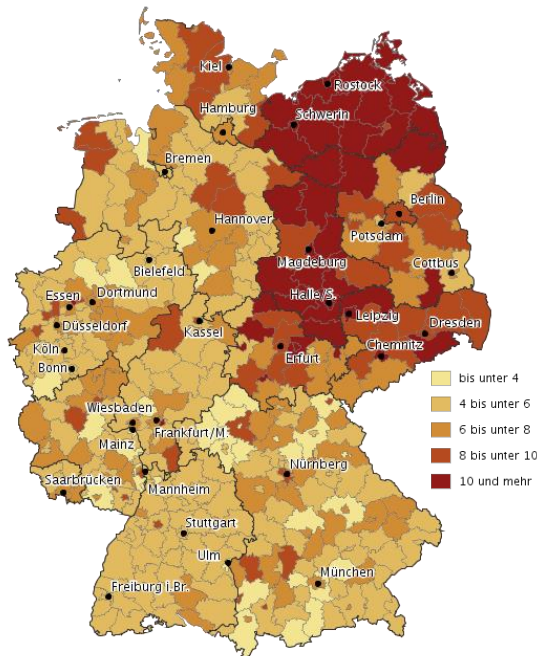 Kiel
Rostock
Schwerin
Hamburg
Bremen
Berlin
Hannover
Potsdam
Magdeburg
Bielefeld
Cottbus
Essen
Dortmund
Halle/S.
Leipzig
Düsseldorf
Kassel
Dresden
Köln
Erfurt
Chemnitz
Bonn
bis unter 4
Wiesbaden
4 bis unter 6
Frankfurt/M.
6 bis unter 8
Mainz
8 bis unter 10
Nürnberg
Saarbrücken
Mannheim
10 und mehr
Stuttgart
Ulm
München
Freiburg i.Br.